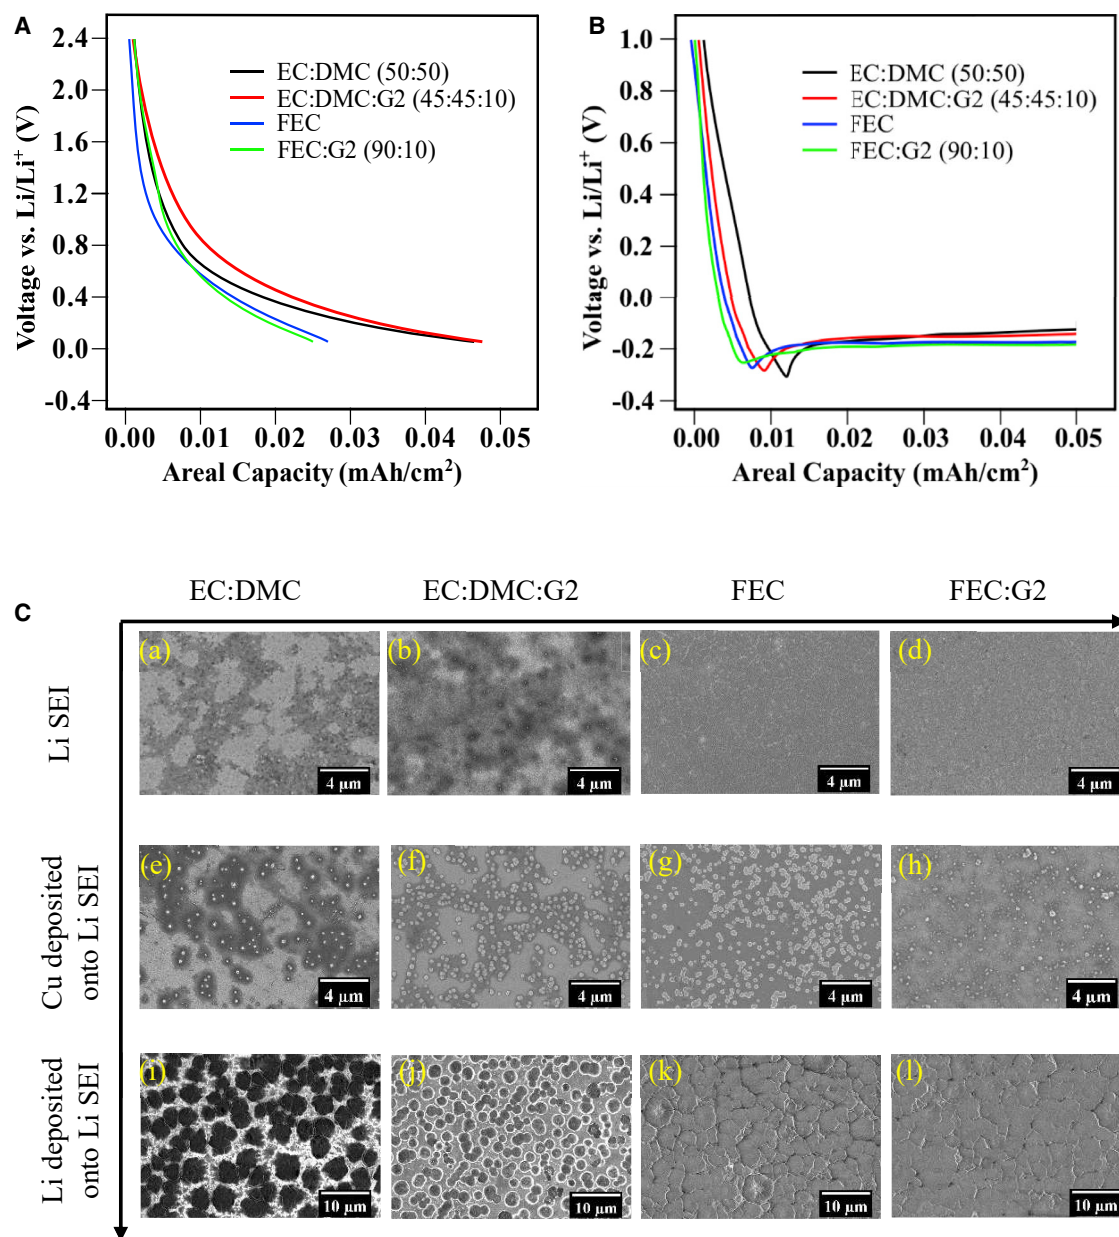 A
2.4
2.0
1.6
1.2
0.8
0.4
0.0
-0.4
Voltage vs. Li/Li+ (V)
EC:DMC (50:50)
EC:DMC:G2 (45:45:10)
FEC
FEC:G2 (90:10)
0.00 0.01 0.02 0.03 0.04 0.05
Areal Capacity (mAh/cm2)
B
1.0
0.8
0.6
0.4
0.2
0.0
-0.2
-0.4
Voltage vs. Li/Li+ (V)
EC:DMC (50:50)
EC:DMC:G2 (45:45:10)
FEC
FEC:G2 (90:10)
0.00 0.01 0.02 0.03 0.04 0.05
Areal Capacity (mAh/cm2)
C
EC:DMC EC:DMC:G2 FEC FEC:G2
Li SEI
(a) (b) (c) (d)
4 µm 4 µm 4 µm 4 µm
Cu deposited
onto Li SEI
(e) (f) (g) (h)
4 µm 4 µm 4 µm 4 µm
Li deposited
onto Li SEI
(i) (j) (k) (l)
10 µm 10 µm 10 µm 10 µm